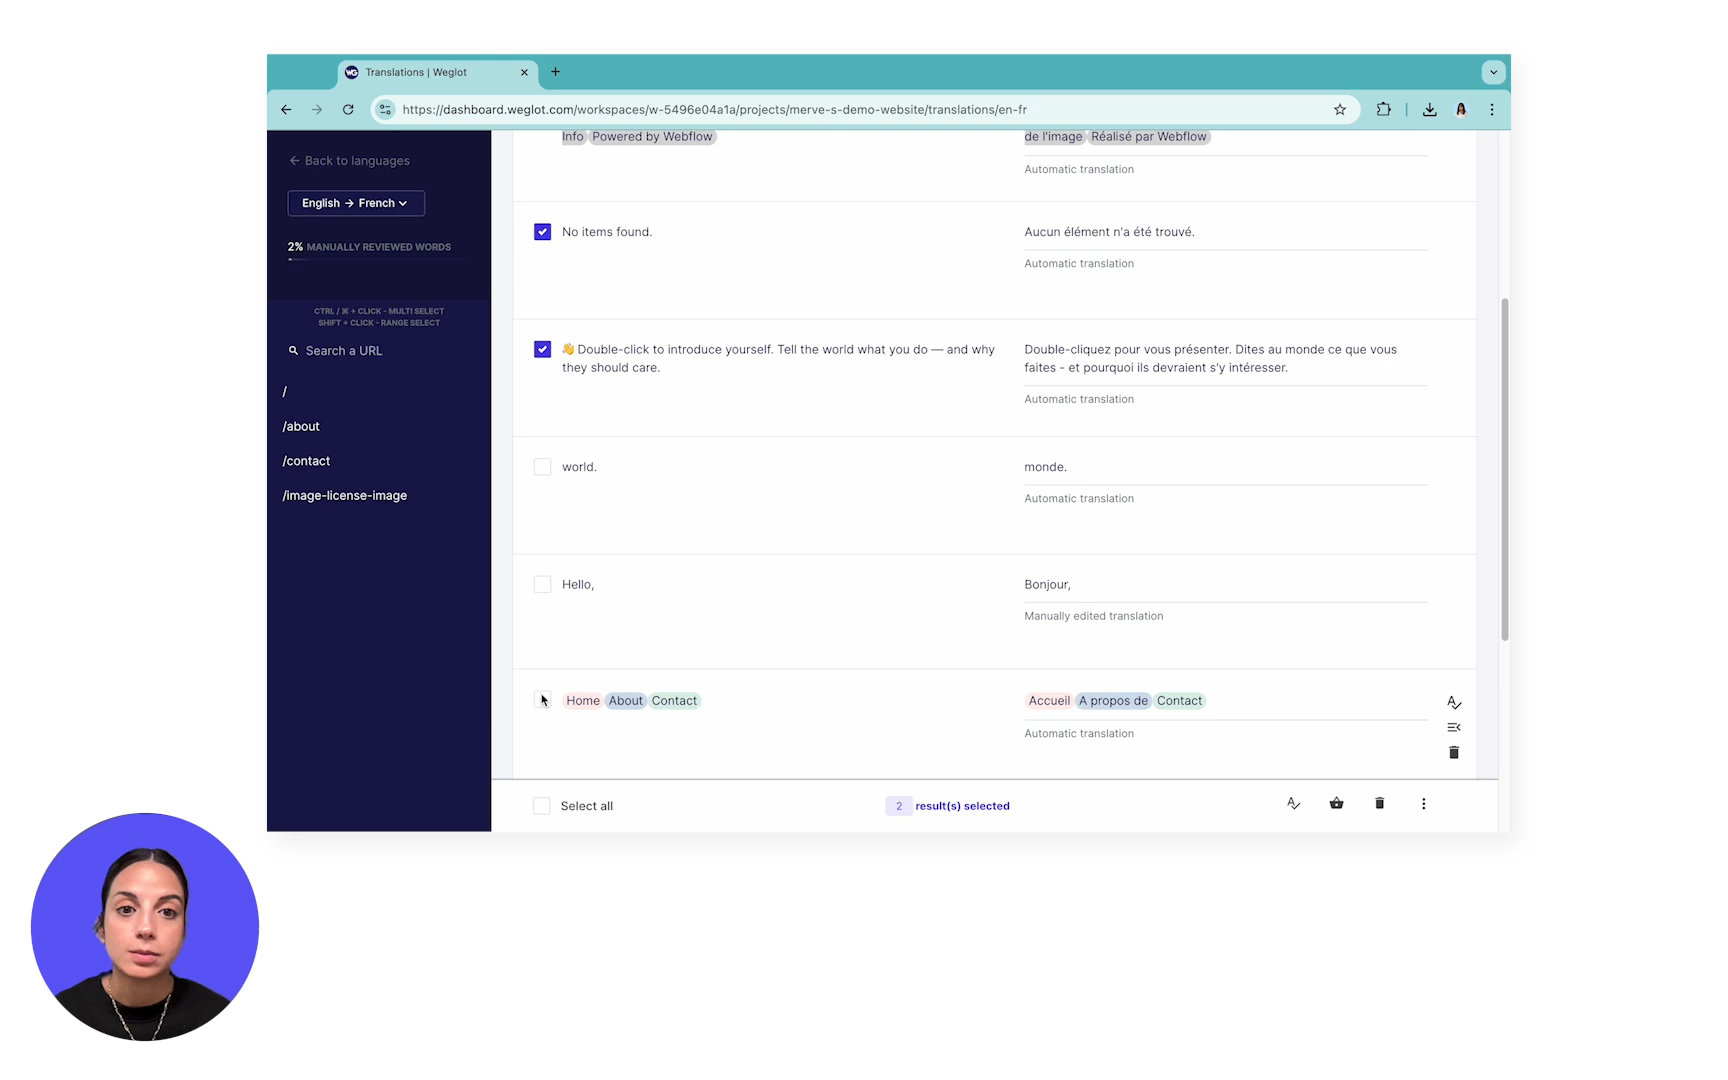 Translations | Weglot
https://dashboard.weglot.com/workspaces/w-5496e04a1a/projects/merve-s-demo-website/translations/en-fr
Back to languages
English → French
2% MANUALLY REVIEWED WORDS
CTRL / ⌘ + CLICK - MULTI SELECT
SHIFT + CLICK - RANGE SELECT
Search a URL
/
/about
/contact
/image-license-image
Info Powered by Webflow
de l'image Réalisé par Webflow
Automatic translation
No items found.
Aucun élément n'a été trouvé.
Automatic translation
👋 Double-click to introduce yourself. Tell the world what you do — and why
they should care.
Double-cliquez pour vous présenter. Dites au monde ce que vous
faites - et pourquoi ils devraient s'y intéresser.
Automatic translation
world.
monde.
Automatic translation
Hello,
Bonjour,
Manually edited translation
Home About Contact
Accueil A propos de Contact
Automatic translation
Select all
2 result(s) selected